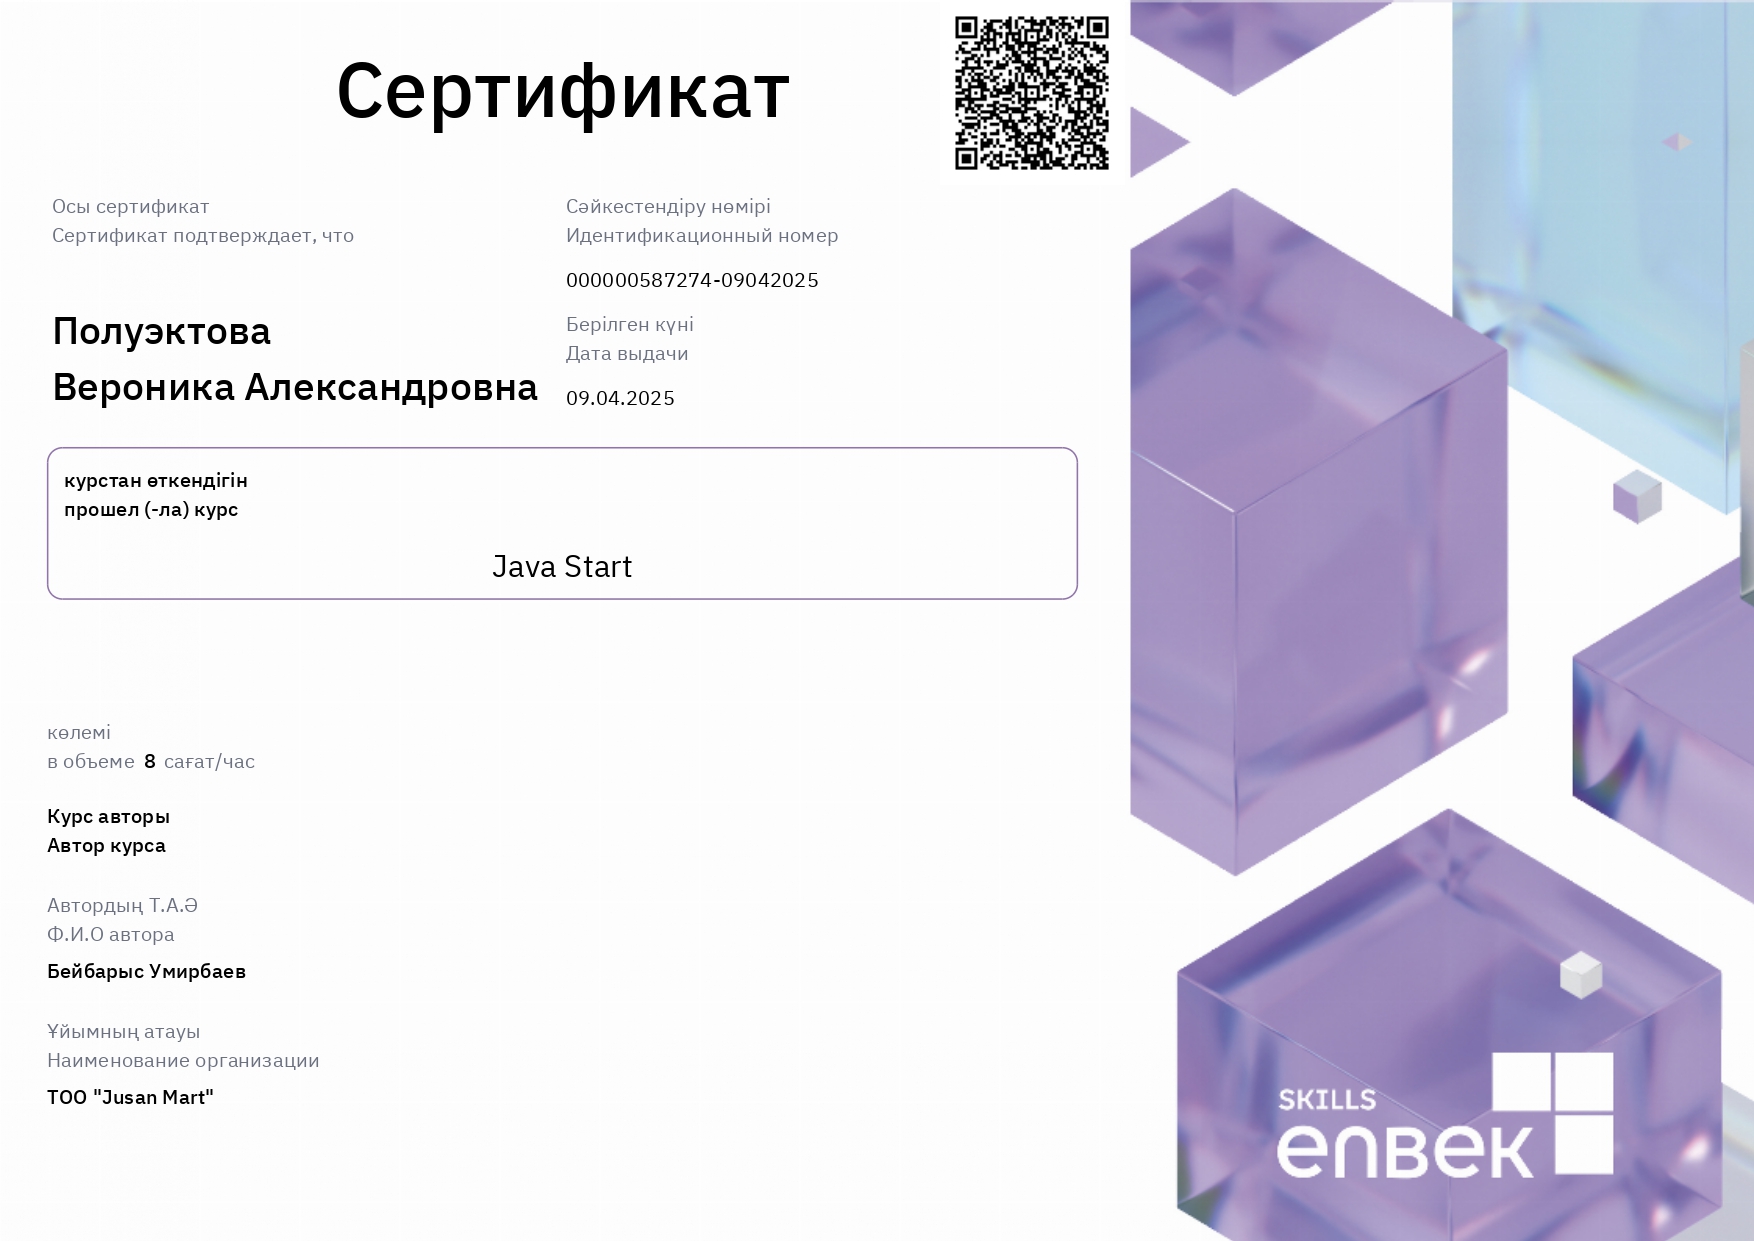 Сертификат
Осы сертификат
Сертификат подтверждает, что
Полуэктова
Вероника Александровна
Сәйкестендіру нөмірі
Идентификационный номер
000000587274-09042025
Берілген күні
Дата выдачи
09.04.2025
курстан өткендігін
прошел (-ла) курс
Java Start
көлемі
в объеме 8 сағат/час
Курс авторы
Автор курса
Автордың Т.А.Ә
Ф.И.О автора
Бейбарыс Умирбаев
Ұйымның атауы
Наименование организации
ТОО "Jusan Mart"
SKILLS
enbek